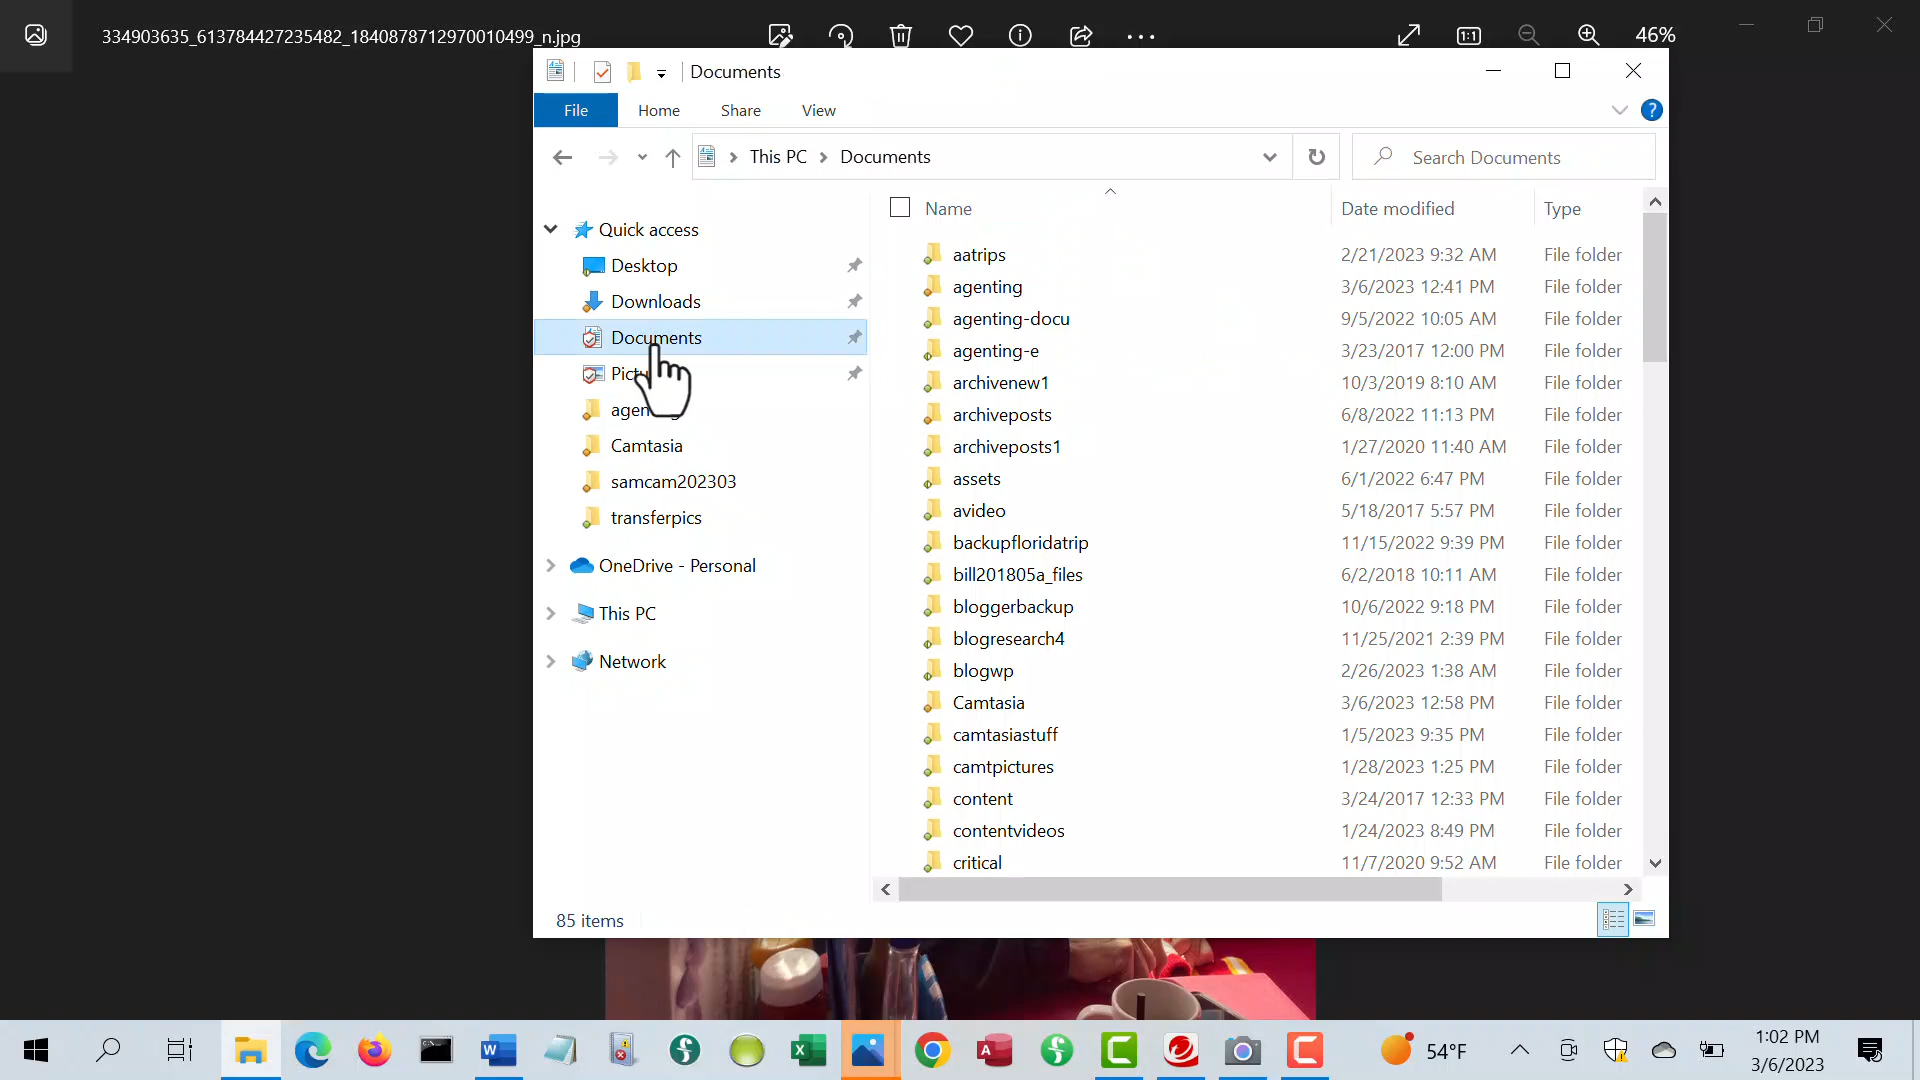 334903635_613784427235482_1840878712970010499_n.jpg
1:1
46%
Documents
File Home Share View
?
This PC > Documents
Search Documents
Name Date modified Type
Quick access
Desktop
Downloads
Documents
Camtasia
samcam202303
transferpics
OneDrive - Personal
This PC
Network
aatrips 2/21/2023 9:32 AM File folder
agenting 3/6/2023 12:41 PM File folder
agenting-docu 9/5/2022 10:05 AM File folder
agenting-e 3/23/2017 12:00 PM File folder
archivenew1 10/3/2019 8:10 AM File folder
archiveposts 6/8/2022 11:13 PM File folder
archiveposts1 1/27/2020 11:40 AM File folder
assets 6/1/2022 6:47 PM File folder
avideo 5/18/2017 5:57 PM File folder
backupfloridatrip 11/15/2022 9:39 PM File folder
bill201805a_files 6/2/2018 10:11 AM File folder
bloggerbackup 10/6/2022 9:18 PM File folder
blogresearch4 11/25/2021 2:39 PM File folder
blogwp 2/26/2023 1:38 AM File folder
Camtasia 3/6/2023 12:58 PM File folder
camtasiastuff 1/5/2023 9:35 PM File folder
camtpictures 1/28/2023 1:25 PM File folder
content 3/24/2017 12:33 PM File folder
contentvideos 1/24/2023 8:49 PM File folder
critical 11/7/2020 9:52 AM File folder
85 items
54°F
1:02 PM
3/6/2023